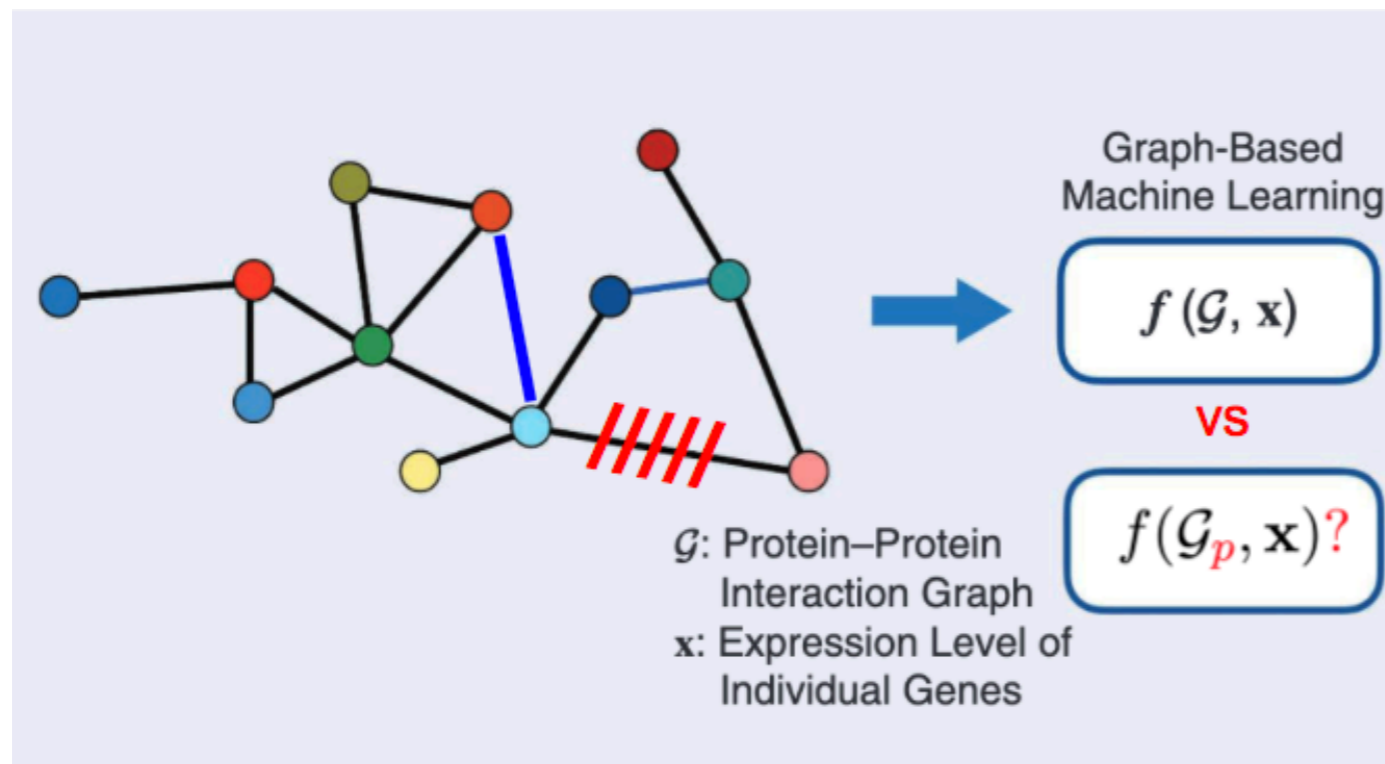 Graph-Based
Machine Learning
f (𝒢, x)
VS
f(𝒢ₚ, x)?
𝒢: Protein–Protein
Interaction Graph
x: Expression Level of
Individual Genes